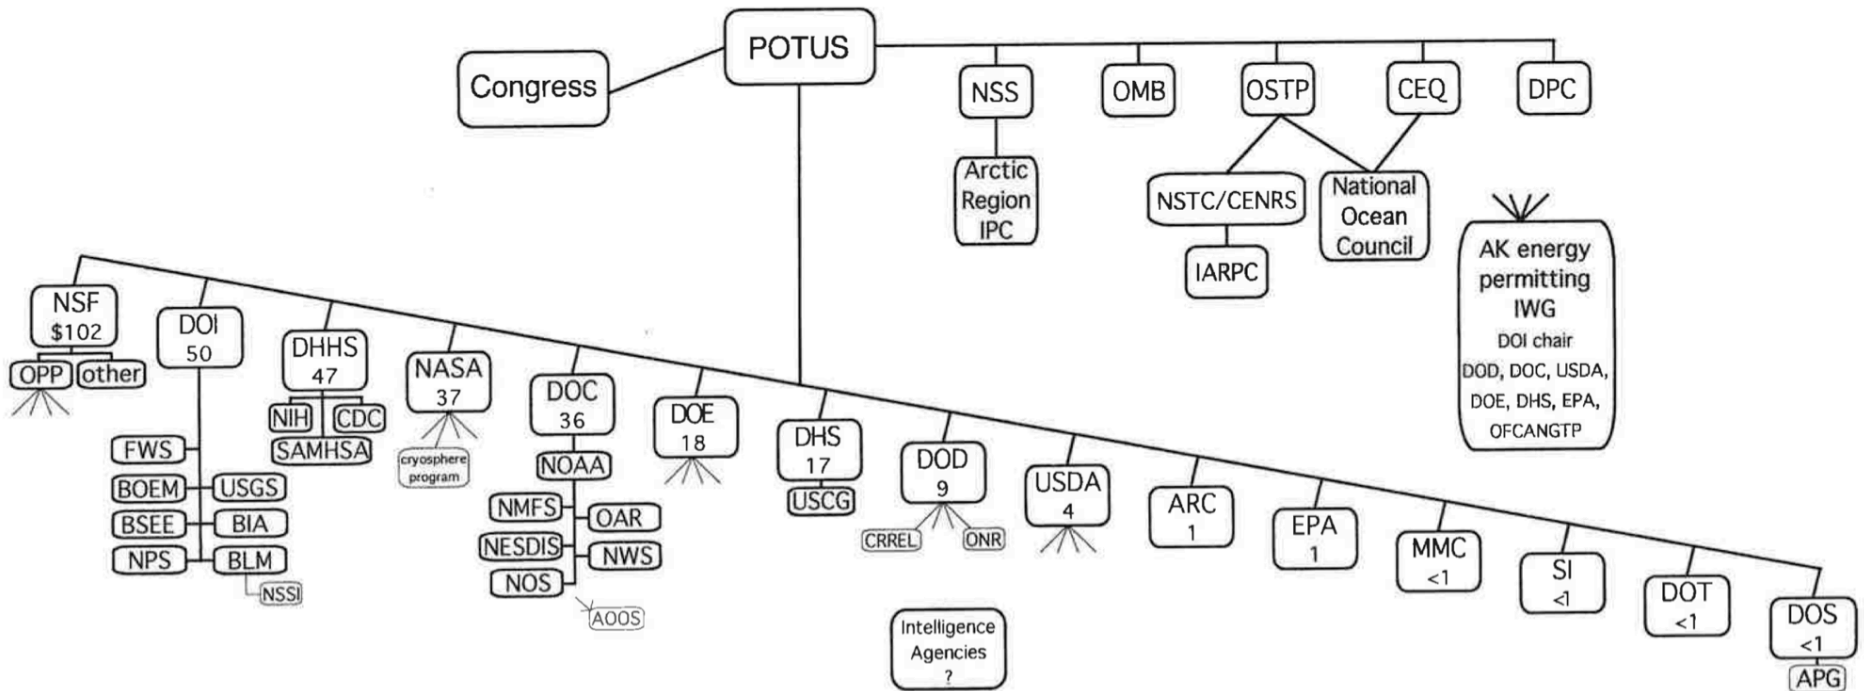 POTUS
Congress
NSS
OMB
OSTP
CEQ
DPC
Arctic
Region
IPC
NSTC/CENRS
National
Ocean
Council
IARPC
AK energy
permitting
IWG
DOI chair
DOD, DOC, USDA,
DOE, DHS, EPA,
OFCANGTP
NSF
$102
OPP
other
DOI
50
FWS
BOEM
USGS
BSEE
BIA
NPS
BLM
NSSI
DHHS
47
NIH
CDC
SAMHSA
NASA
37
cryosphere
program
DOC
36
NOAA
NMFS
OAR
NESDIS
NWS
NOS
AOOS
DOE
18
DHS
17
USCG
DOD
9
CRREL
ONR
USDA
4
ARC
1
EPA
1
MMC
<1
SI
<1
DOT
<1
DOS
<1
APG
Intelligence
Agencies
?